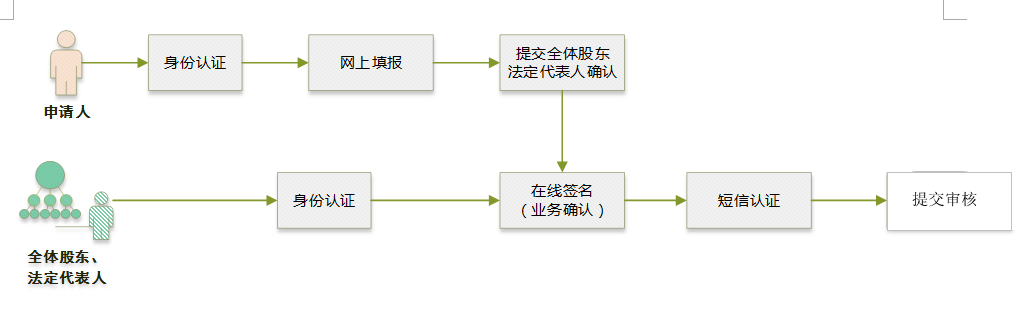 身份认证
网上填报
提交全体股东
法定代表人确认
申请人
身份认证
在线签名
（业务确认）
短信认证
提交审核
全体股东、
法定代表人